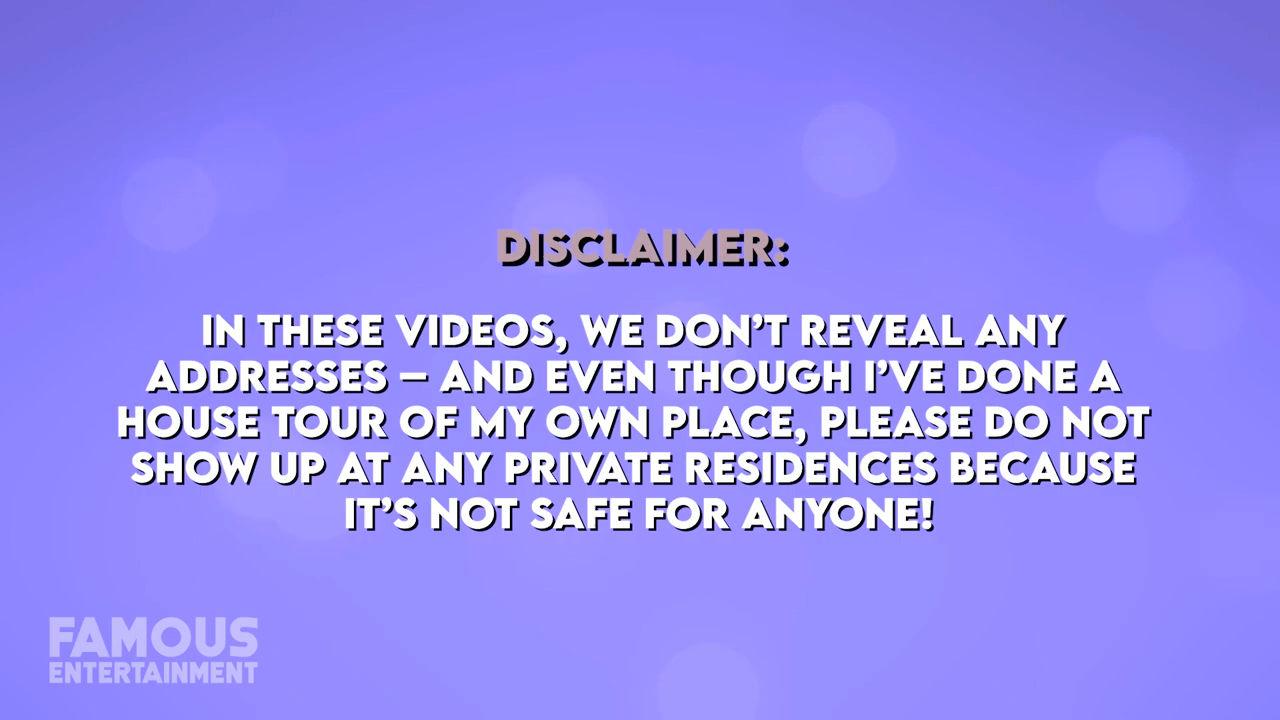 DISCLAIMER:
IN THESE VIDEOS, WE DON'T REVEAL ANY
ADDRESSES – AND EVEN THOUGH I'VE DONE A
HOUSE TOUR OF MY OWN PLACE, PLEASE DO NOT
SHOW UP AT ANY PRIVATE RESIDENCES BECAUSE
IT'S NOT SAFE FOR ANYONE!
FAMOUS
ENTERTAINMENT